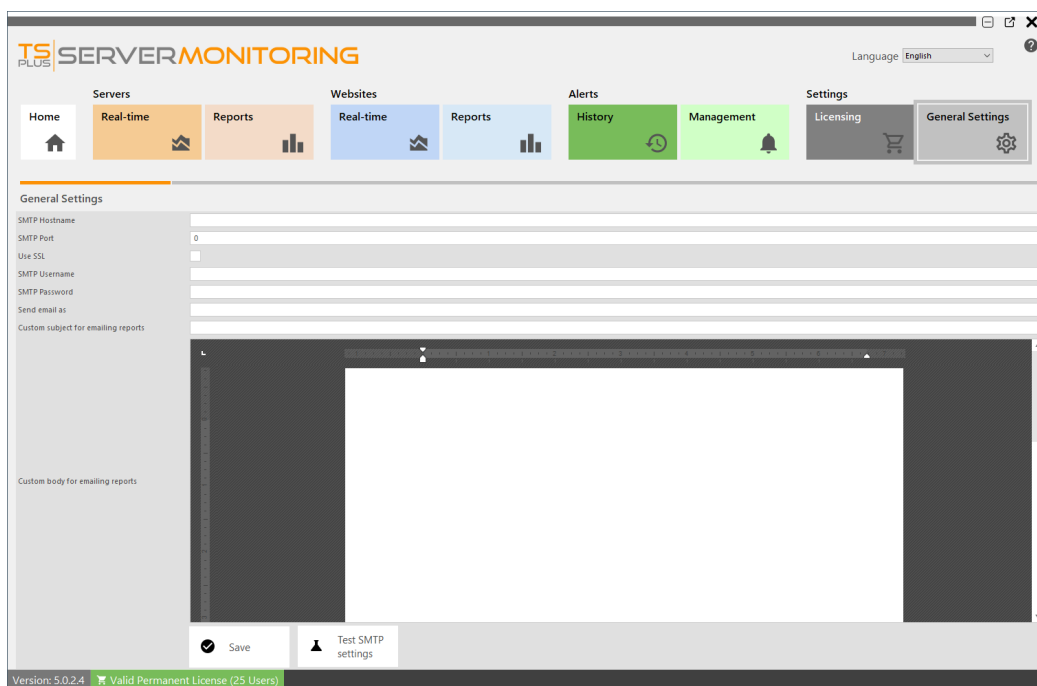 TS PLUS SERVERMONITORING
Language English
Servers Websites Alerts Settings
Home Real-time Reports Real-time Reports History Management Licensing General Settings
General Settings
SMTP Hostname
SMTP Port 0
Use SSL
SMTP Username
SMTP Password
Send email as
Custom subject for emailing reports
Custom body for emailing reports
Save
Test SMTP
settings
Version: 5.0.2.4 Valid Permanent License (25 Users)